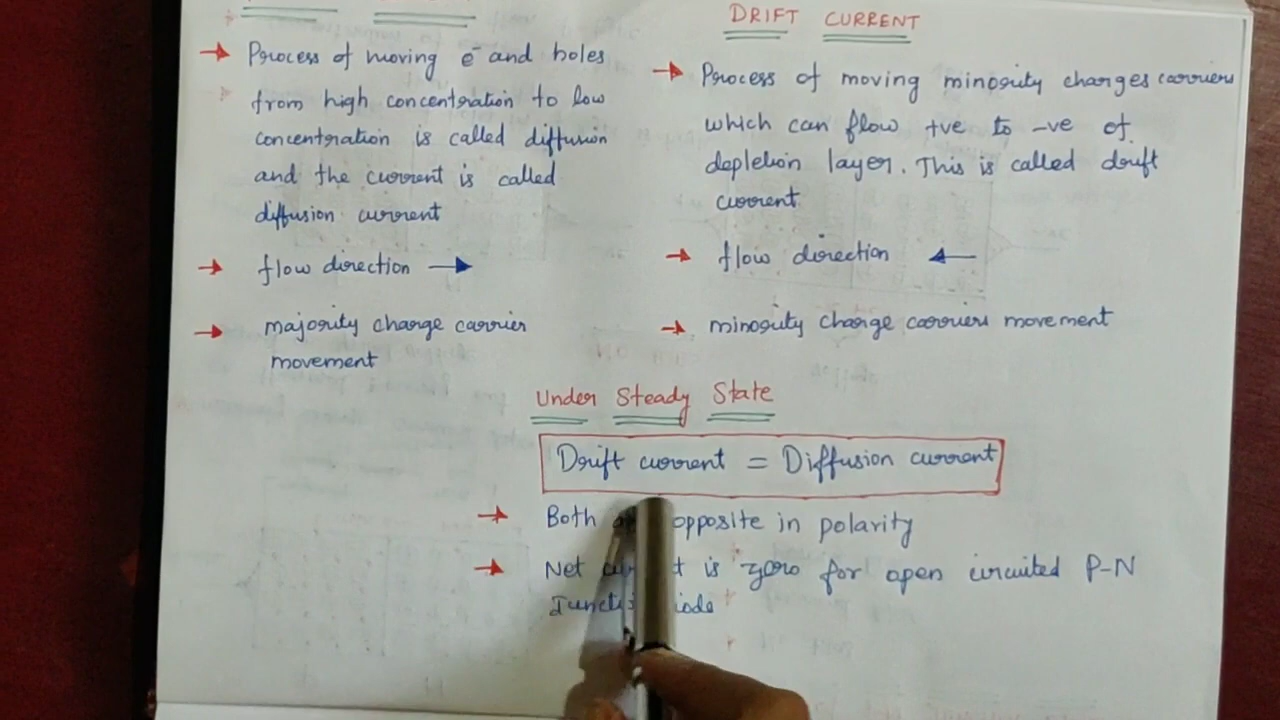 DRIFT CURRENT
→ Process of moving e⁻ and holes
from high concentration to low
concentration is called diffusion
and the current is called
diffusion current
→ flow direction →
→ majority charge carrier
movement
→ Process of moving minority charges carriers
which can flow +ve to -ve of
depletion layer. This is called drift
current.
→ flow direction ←
→ minority charge carriers movement
Under Steady State
Drift current = Diffusion current
→ Both opposite in polarity
→ Net is zero for open circuited P-N